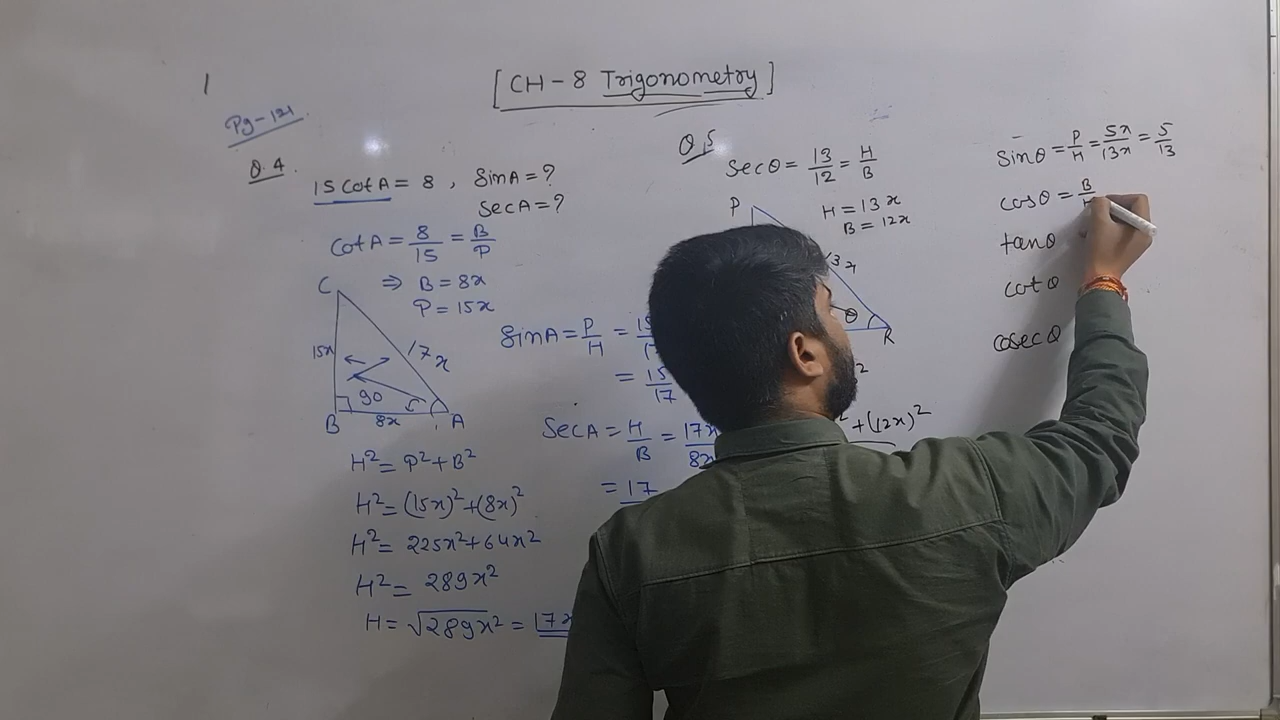 [CH-8 Trigonometry]
Pg-121
Q.4.
15 cot A = 8 , Sin A = ?
Sec A = ?
cot A = 8/15 = B/P
⇒ B = 8x
P = 15x
C
15x
17x
90
B
8x
A
H² = P² + B²
H² = (15x)² + (8x)²
H² = 225x² + 64x²
H² = 289x²
H = √289x² = 17x
Sin A = P/H =
= 15/17
Sec A = H/B = 17x/8x
= 17
Q.5
Sec θ = 13/12 = H/B
H = 13x
B = 12x
P
13x
θ
R
² + (12x)²
Sin θ = P/H = 5x/13x = 5/13
cos θ = B/H
tan θ
cot θ
cosec θ